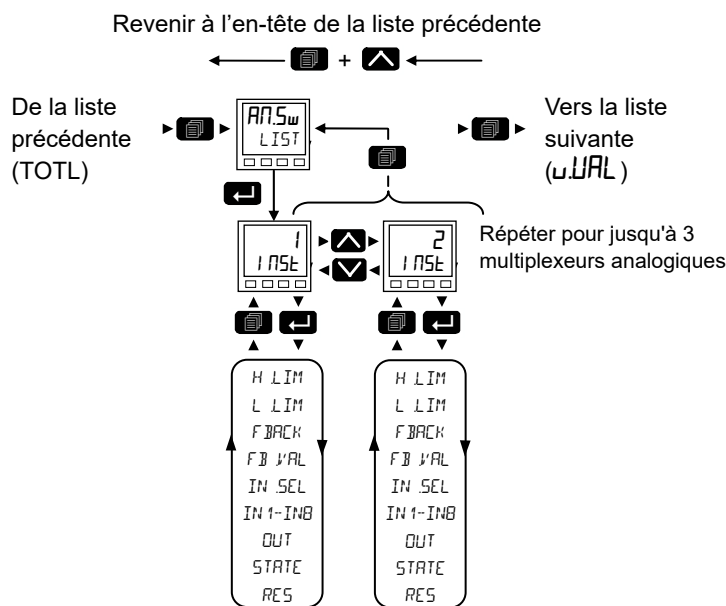 Revenir à l'en-tête de la liste précédente
+
De la liste
précédente
(TOTL)
AN.Sw
LIST
Vers la liste
suivante
(u.VAL)
1
INSt
2
INSt
Répéter pour jusqu'à 3
multiplexeurs analogiques
H.LIM
L.LIM
F.BACK
FB.VAL
IN.SEL
IN1-IN8
OUT
STATE
RES
H.LIM
L.LIM
F.BACK
FB.VAL
IN.SEL
IN1-IN8
OUT
STATE
RES